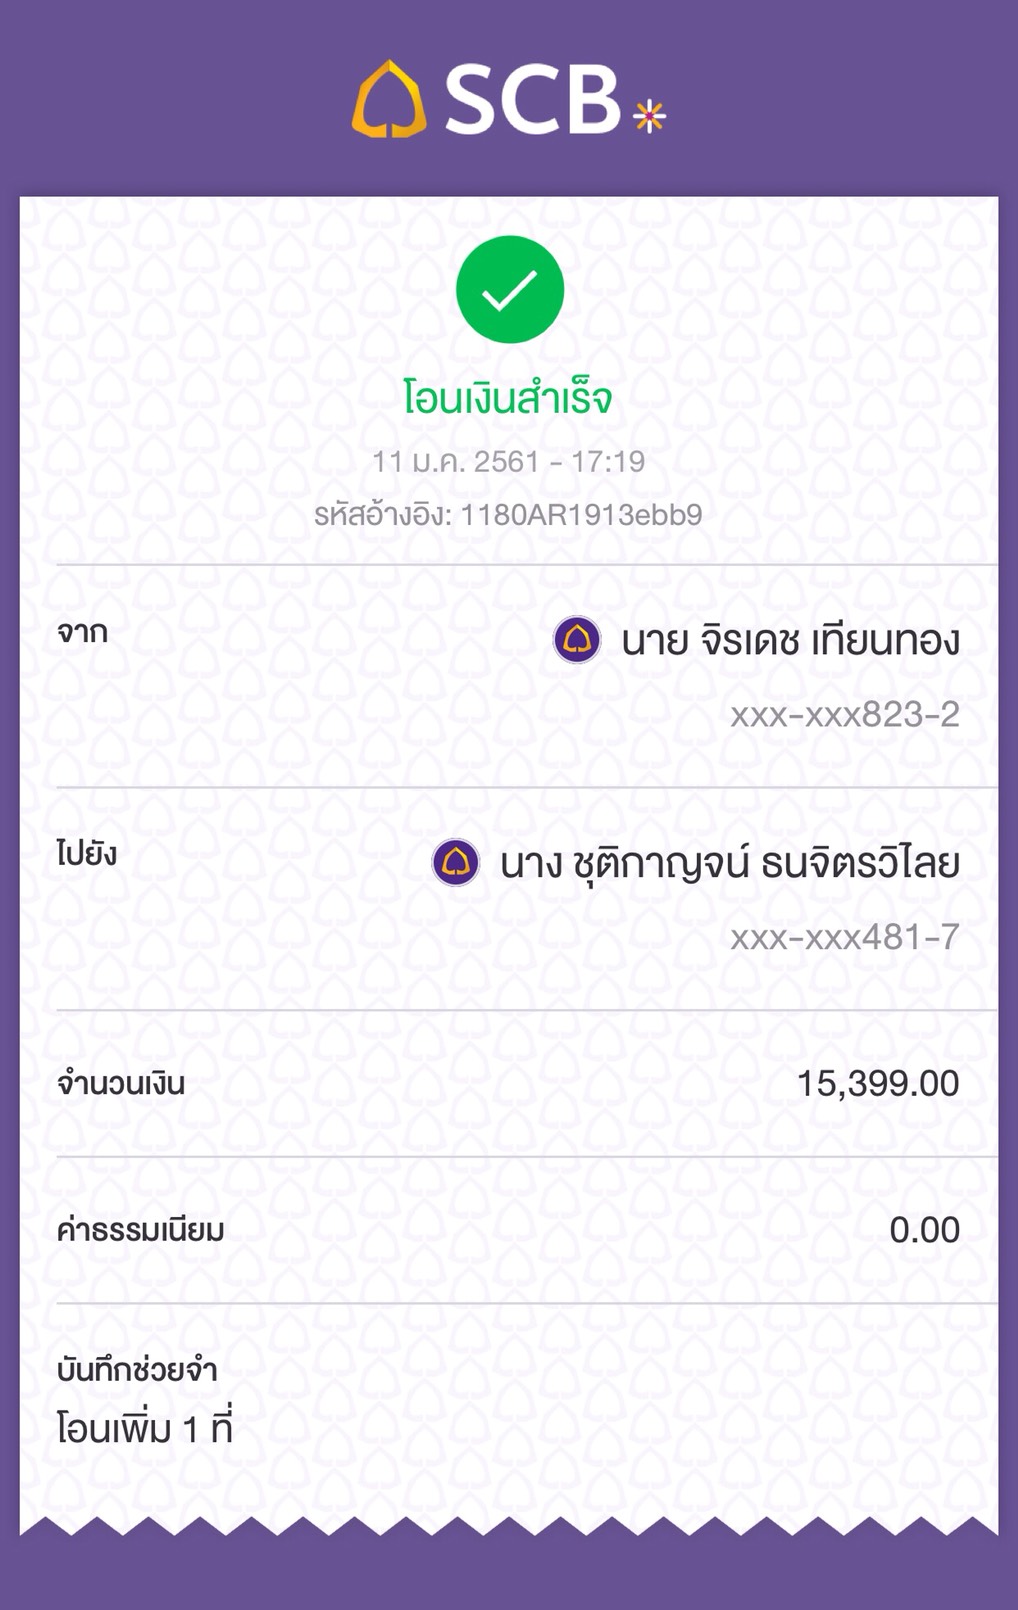 SCB
โอนเงินสำเร็จ
11 ม.ค. 2561 - 17:19
รหัสอ้างอิง: 1180AR1913ebb9
จาก
นาย จิรเดช เทียนทอง
xxx-xxx823-2
ไปยัง
นาง ชุติกาญจน์ ธนจิตรวิไลย
xxx-xxx481-7
จำนวนเงิน 15,399.00
ค่าธรรมเนียม 0.00
บันทึกช่วยจำ
โอนเพิ่ม 1 ที่